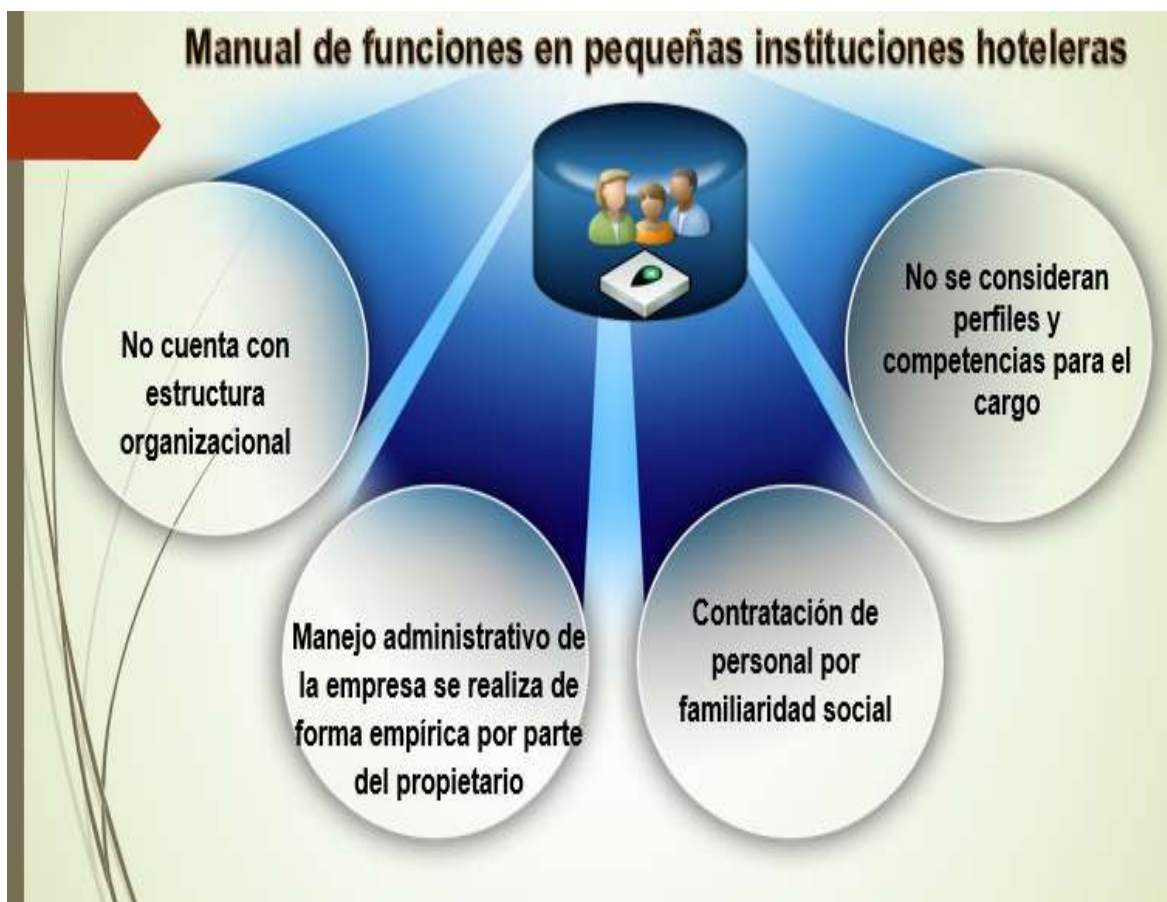 Manual de funciones en pequeñas instituciones hoteleras
No cuenta con
estructura
organizacional
Manejo administrativo de
la empresa se realiza de
forma empírica por parte
del propietario
Contratación de
personal por
familiaridad social
No se consideran
perfiles y
competencias para el
cargo